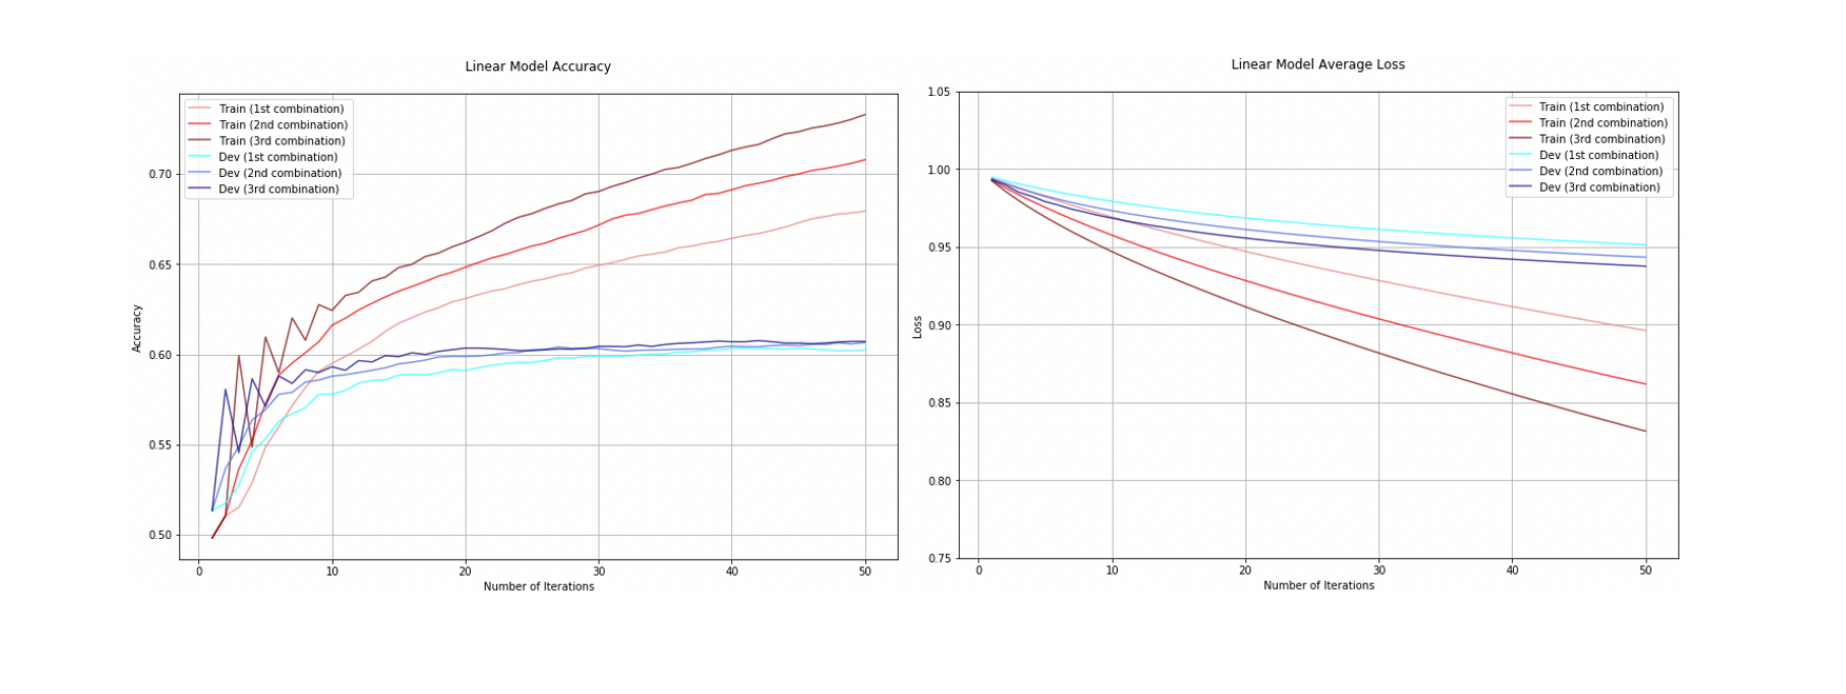 Linear Model Accuracy
Train (1st combination)
Train (2nd combination)
Train (3rd combination)
Dev (1st combination)
Dev (2nd combination)
Dev (3rd combination)
0.70
0.65
0.60
0.55
0.50
Accuracy
0 10 20 30 40 50
Number of Iterations
Linear Model Average Loss
1.05
Train (1st combination)
Train (2nd combination)
Train (3rd combination)
Dev (1st combination)
Dev (2nd combination)
Dev (3rd combination)
1.00
0.95
0.90
0.85
0.80
0.75
Loss
0 10 20 30 40 50
Number of Iterations